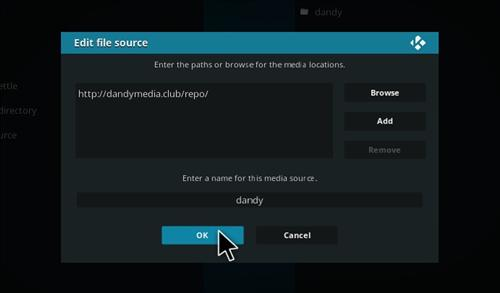 dandy
Edit file source
Enter the paths or browse for the media locations.
http://dandymedia.club/repo/
Browse
ettle
Add
directory
urce
Remove
Enter a name for this media source.
dandy
OK
Cancel